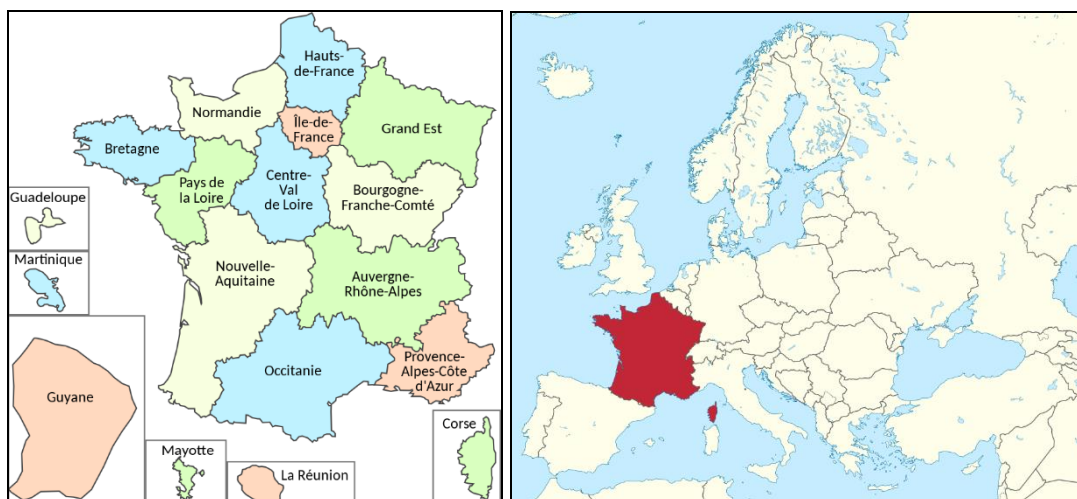 Hauts-
de-France
Normandie
Île-de-
France
Grand Est
Bretagne
Pays de
la Loire
Centre-
Val
de Loire
Bourgogne-
Franche-Comté
Guadeloupe
Martinique
Nouvelle-
Aquitaine
Auvergne-
Rhône-Alpes
Provence-
Alpes-Côte
d'Azur
Occitanie
Guyane
Corse
Mayotte
La Réunion